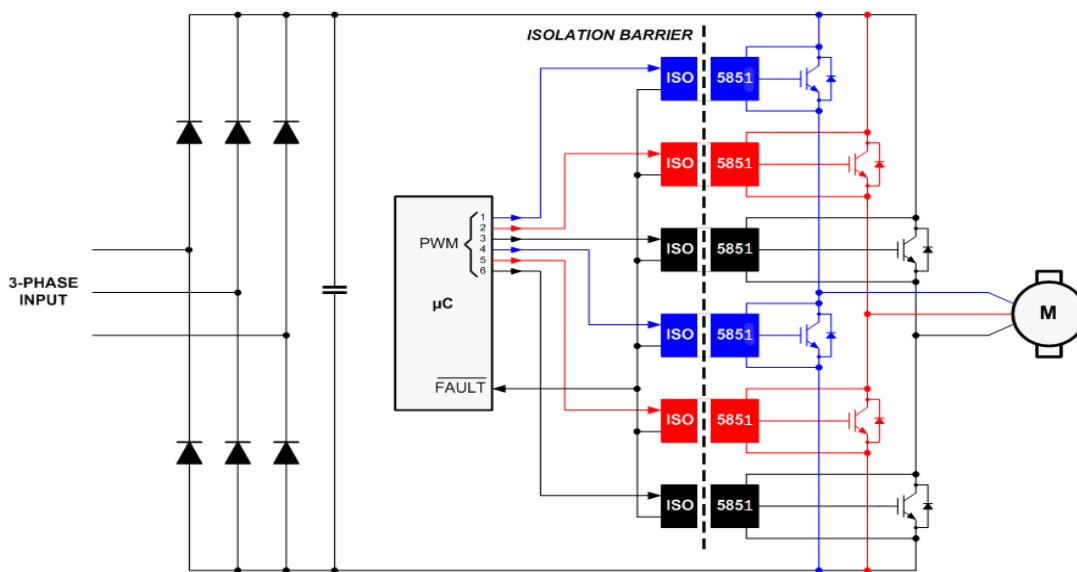 ISOLATION BARRIER
ISO 5851
ISO 5851
ISO 5851
ISO 5851
ISO 5851
ISO 5851
3-PHASE
INPUT
PWM
1
2
3
4
5
6
µC
FAULT
M